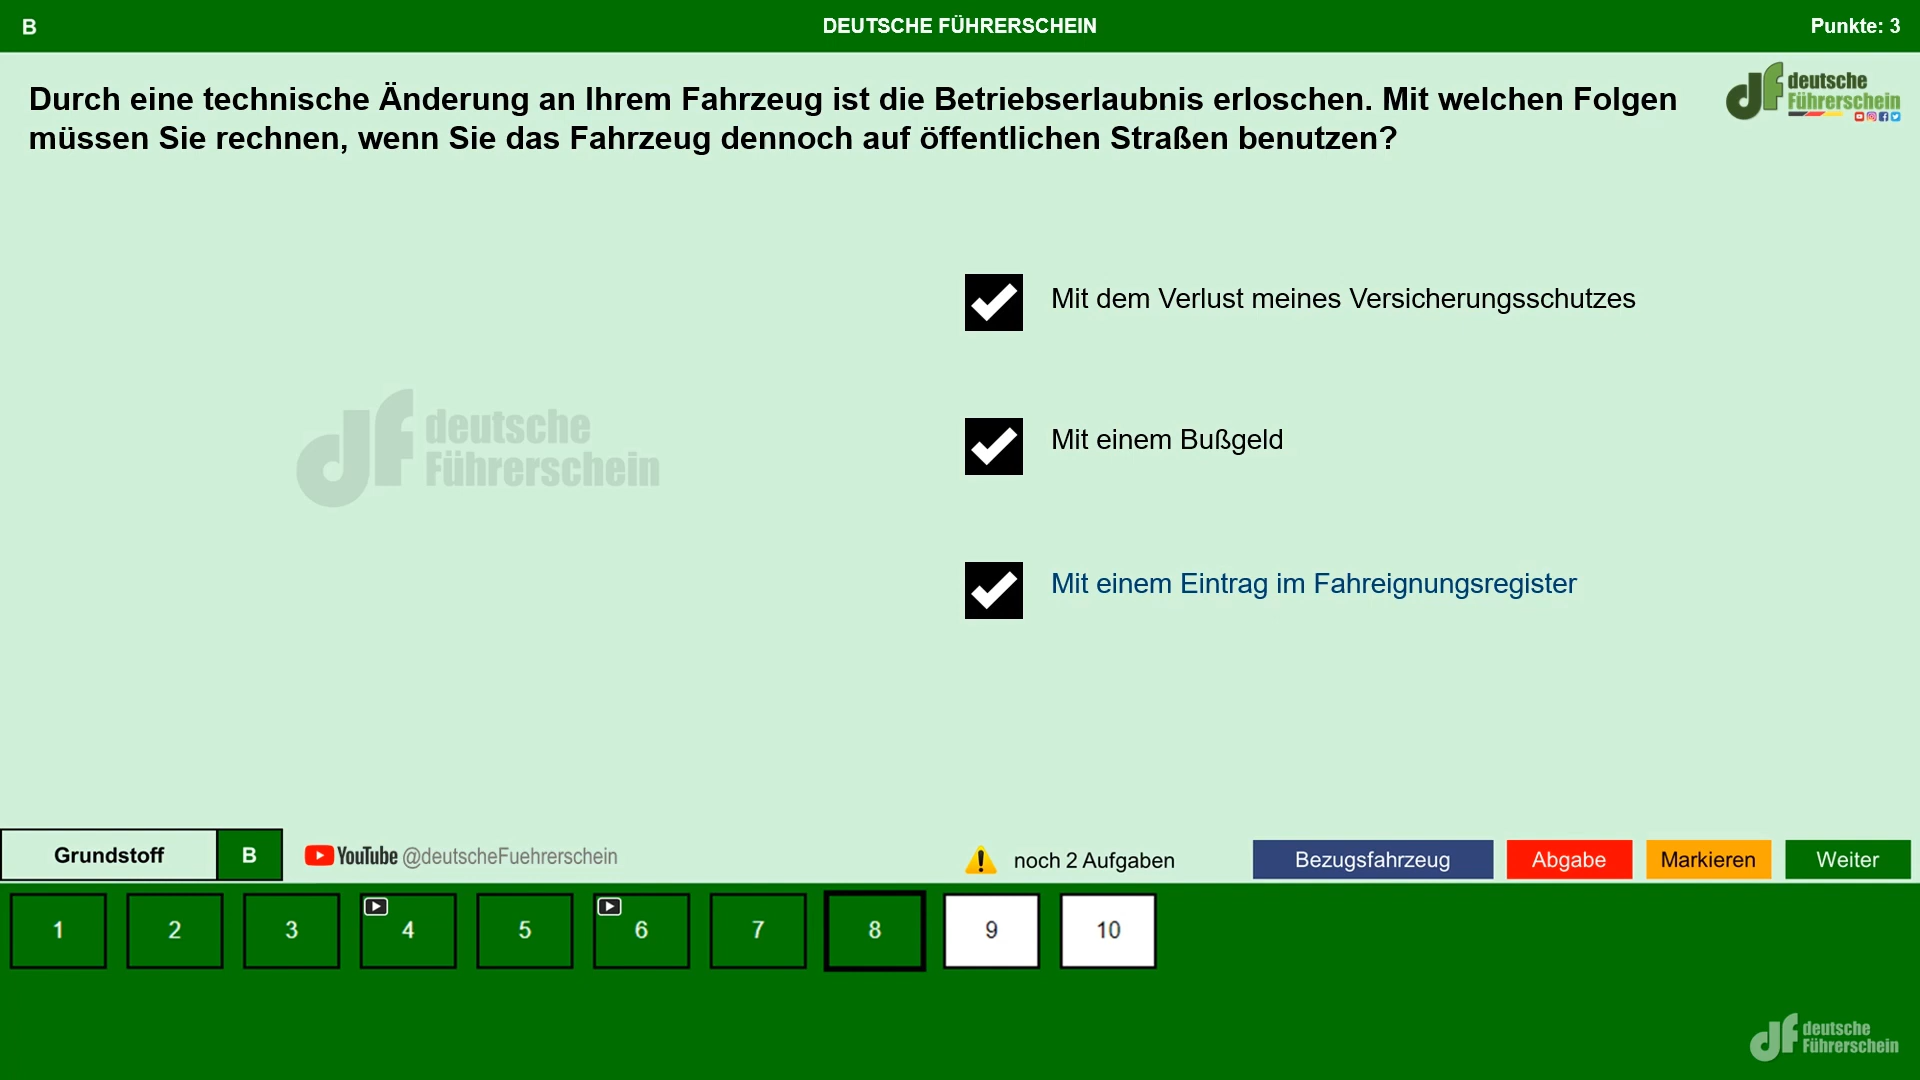 B
DEUTSCHE FÜHRERSCHEIN
Punkte: 3
Durch eine technische Änderung an Ihrem Fahrzeug ist die Betriebserlaubnis erloschen. Mit welchen Folgen
müssen Sie rechnen, wenn Sie das Fahrzeug dennoch auf öffentlichen Straßen benutzen?
df deutsche
Führerschein
Mit dem Verlust meines Versicherungsschutzes
Mit einem Bußgeld
Mit einem Eintrag im Fahreignungsregister
df deutsche
Führerschein
Grundstoff
B
YouTube @deutscheFuehrerschein
noch 2 Aufgaben
Bezugsfahrzeug
Abgabe
Markieren
Weiter
1
2
3
4
5
6
7
8
9
10
df deutsche
Führerschein